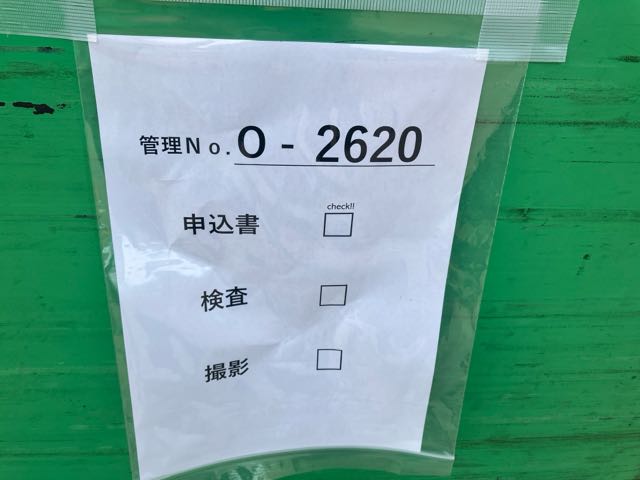 管理No.O-2620
check!!
申込書 □
検査 □
撮影 □